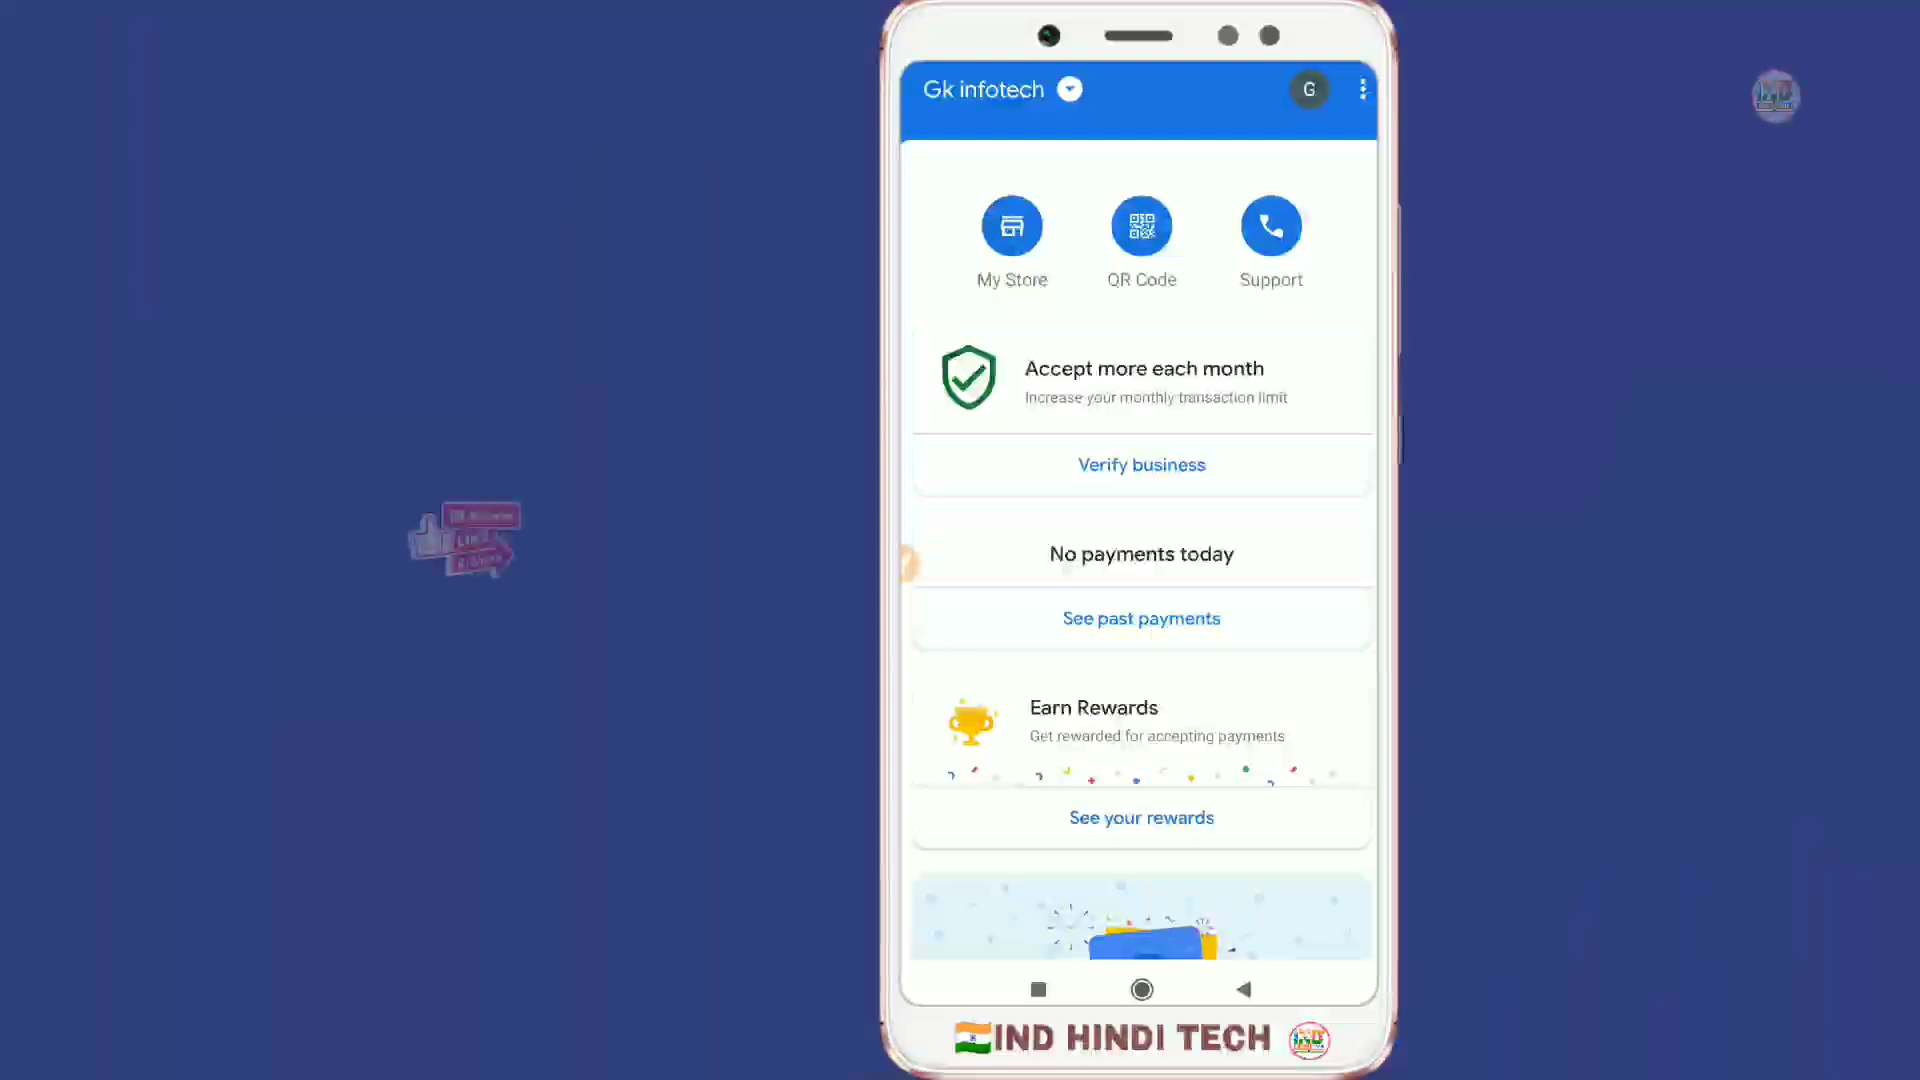 Gk infotech
G
My Store
QR Code
Support
Accept more each month
Increase your monthly transaction limit
Verify business
No payments today
See past payments
Earn Rewards
Get rewarded for accepting payments
See your rewards
IND HINDI TECH